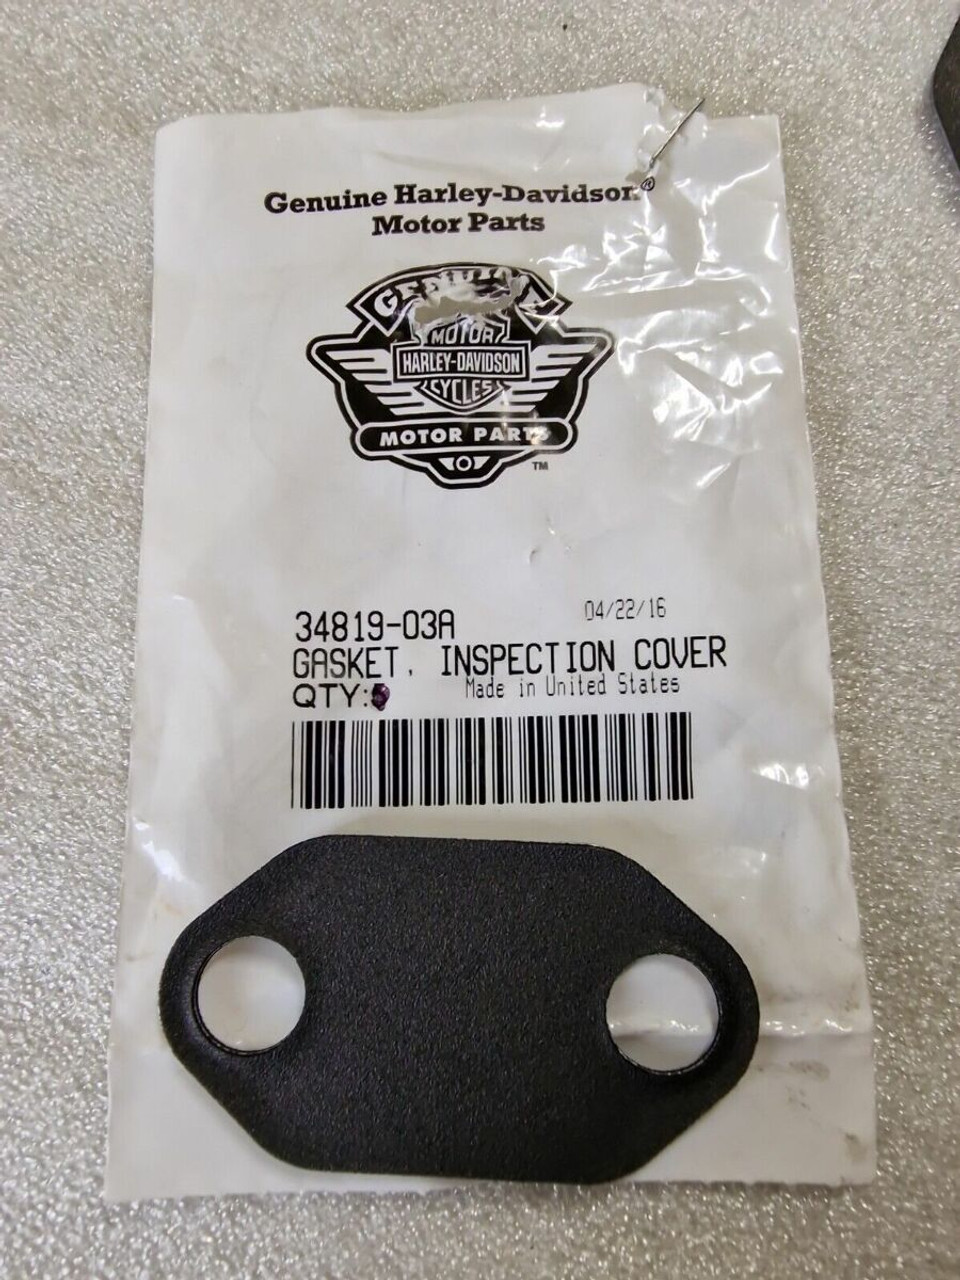 Genuine Harley-Davidson®
Motor Parts
MOTOR
HARLEY-DAVIDSON
CYCLES
MOTOR PARTS
TM
34819-03A
04/22/16
GASKET, INSPECTION COVER
QTY:
Made in United States